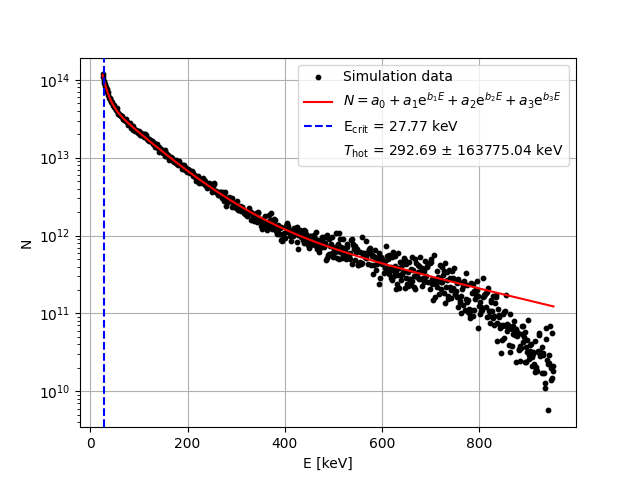 Simulation data
N = a₀ + a₁e^{b₁E} + a₂e^{b₂E} + a₃e^{b₃E}
E_crit = 27.77 keV
T_hot = 292.69 ± 163775.04 keV
N
10¹⁴
10¹³
10¹²
10¹¹
10¹⁰
0 200 400 600 800
E [keV]